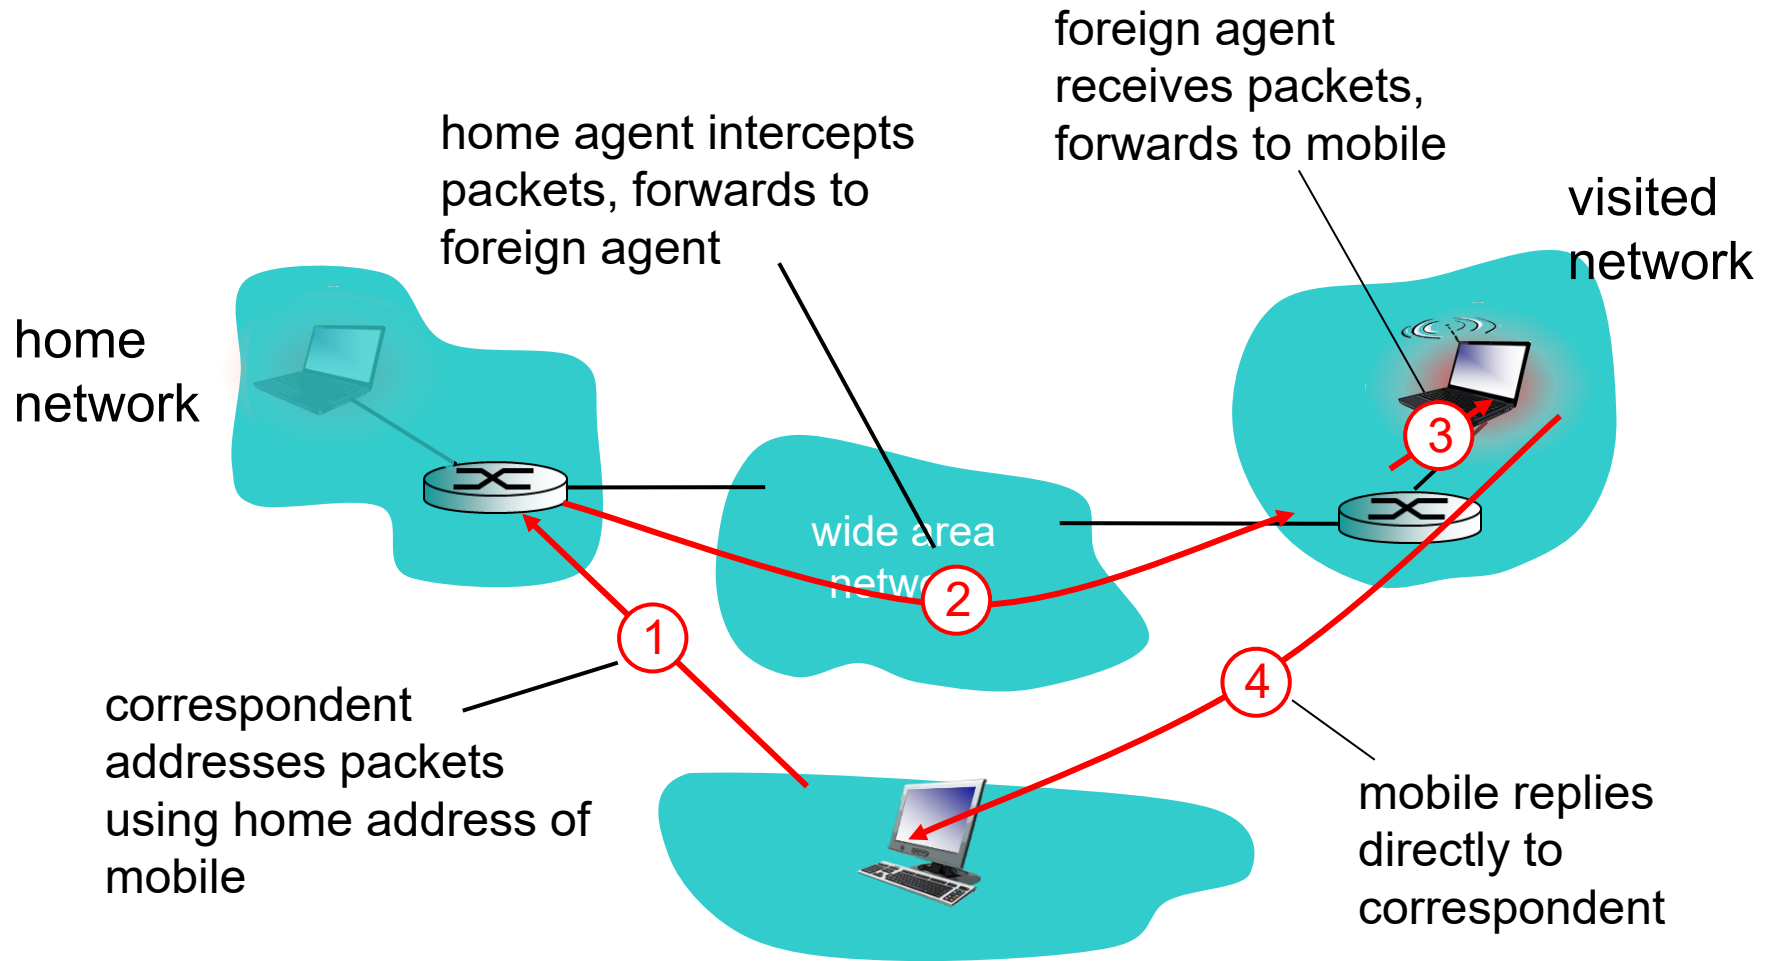 foreign agent
receives packets,
forwards to mobile
home agent intercepts
packets, forwards to
foreign agent
visited
network
home
network
wide area
network
1
2
3
4
correspondent
addresses packets
using home address of
mobile
mobile replies
directly to
correspondent